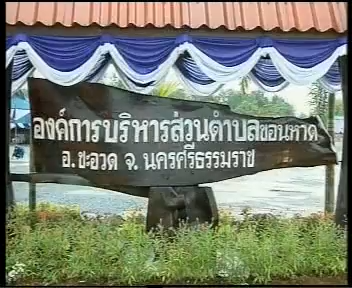 องค์การบริหารส่วนตำบลขอนหาด
อ.ชะอวด จ.นครศรีธรรมราช